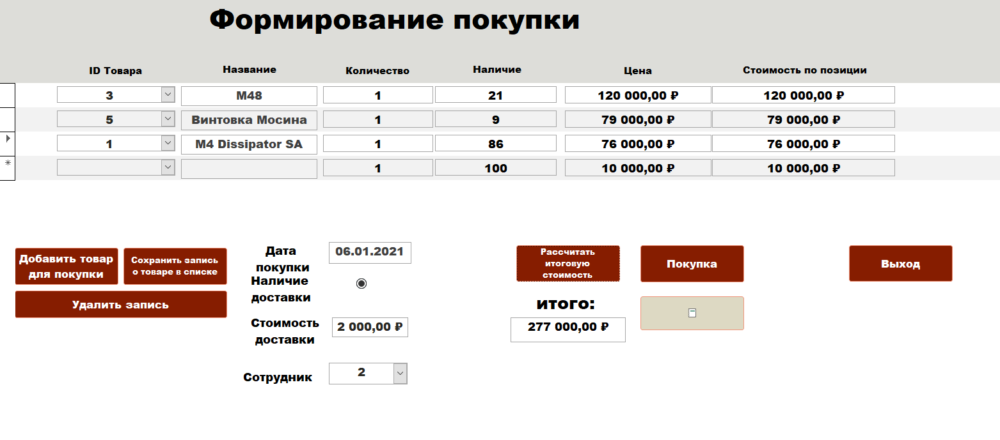 Формирование покупки
ID Товара Название Количество Наличие Цена Стоимость по позиции
3 M48 1 21 120 000,00 ₽ 120 000,00 ₽
5 Винтовка Мосина 1 9 79 000,00 ₽ 79 000,00 ₽
1 M4 Dissipator SA 1 86 76 000,00 ₽ 76 000,00 ₽
1 100 10 000,00 ₽ 10 000,00 ₽
Добавить товар
для покупки
Сохранить запись
о товаре в списке
Удалить запись
Дата
покупки
06.01.2021
Наличие
доставки
Стоимость
доставки
2 000,00 ₽
Сотрудник
2
Рассчитать
итоговую
стоимость
итого:
277 000,00 ₽
Покупка
Выход